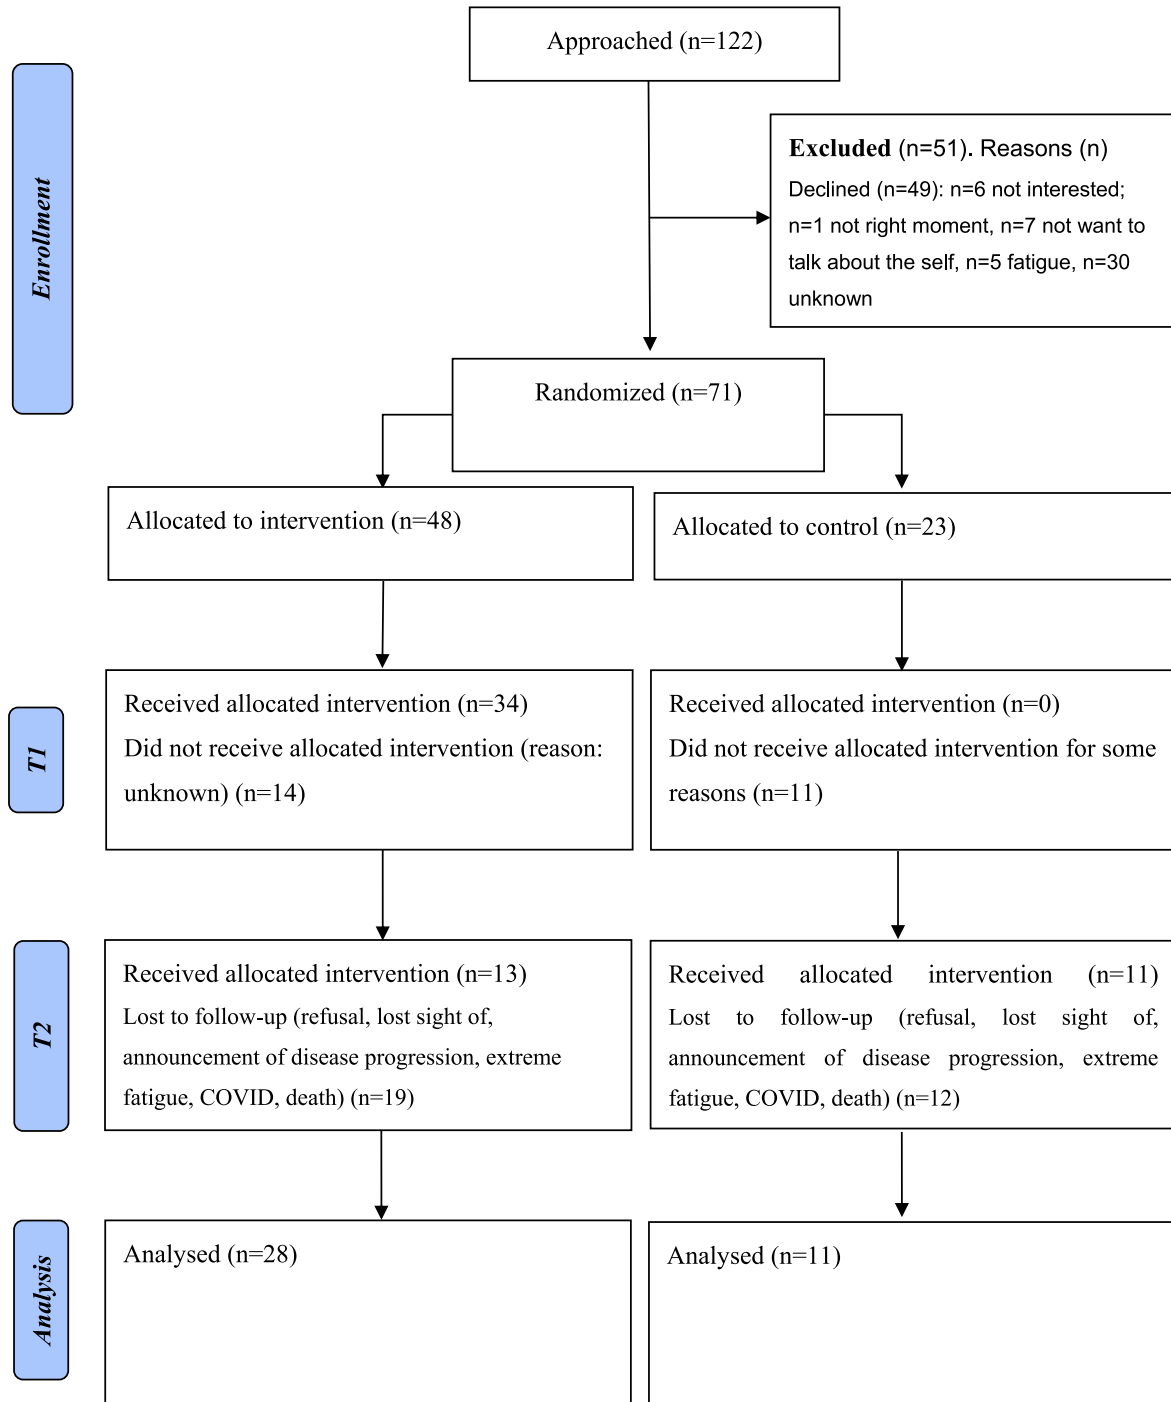 Approached (n=122)
Enrollment
Excluded (n=51). Reasons (n)
Declined (n=49): n=6 not interested;
n=1 not right moment, n=7 not want to
talk about the self, n=5 fatigue, n=30
unknown
Randomized (n=71)
Allocated to intervention (n=48)
Allocated to control (n=23)
T1
Received allocated intervention (n=34)
Did not receive allocated intervention (reason:
unknown) (n=14)
Received allocated intervention (n=0)
Did not receive allocated intervention for some
reasons (n=11)
T2
Received allocated intervention (n=13)
Lost to follow-up (refusal, lost sight of,
announcement of disease progression, extreme
fatigue, COVID, death) (n=19)
Received allocated intervention (n=11)
Lost to follow-up (refusal, lost sight of,
announcement of disease progression, extreme
fatigue, COVID, death) (n=12)
Analysis
Analysed (n=28)
Analysed (n=11)